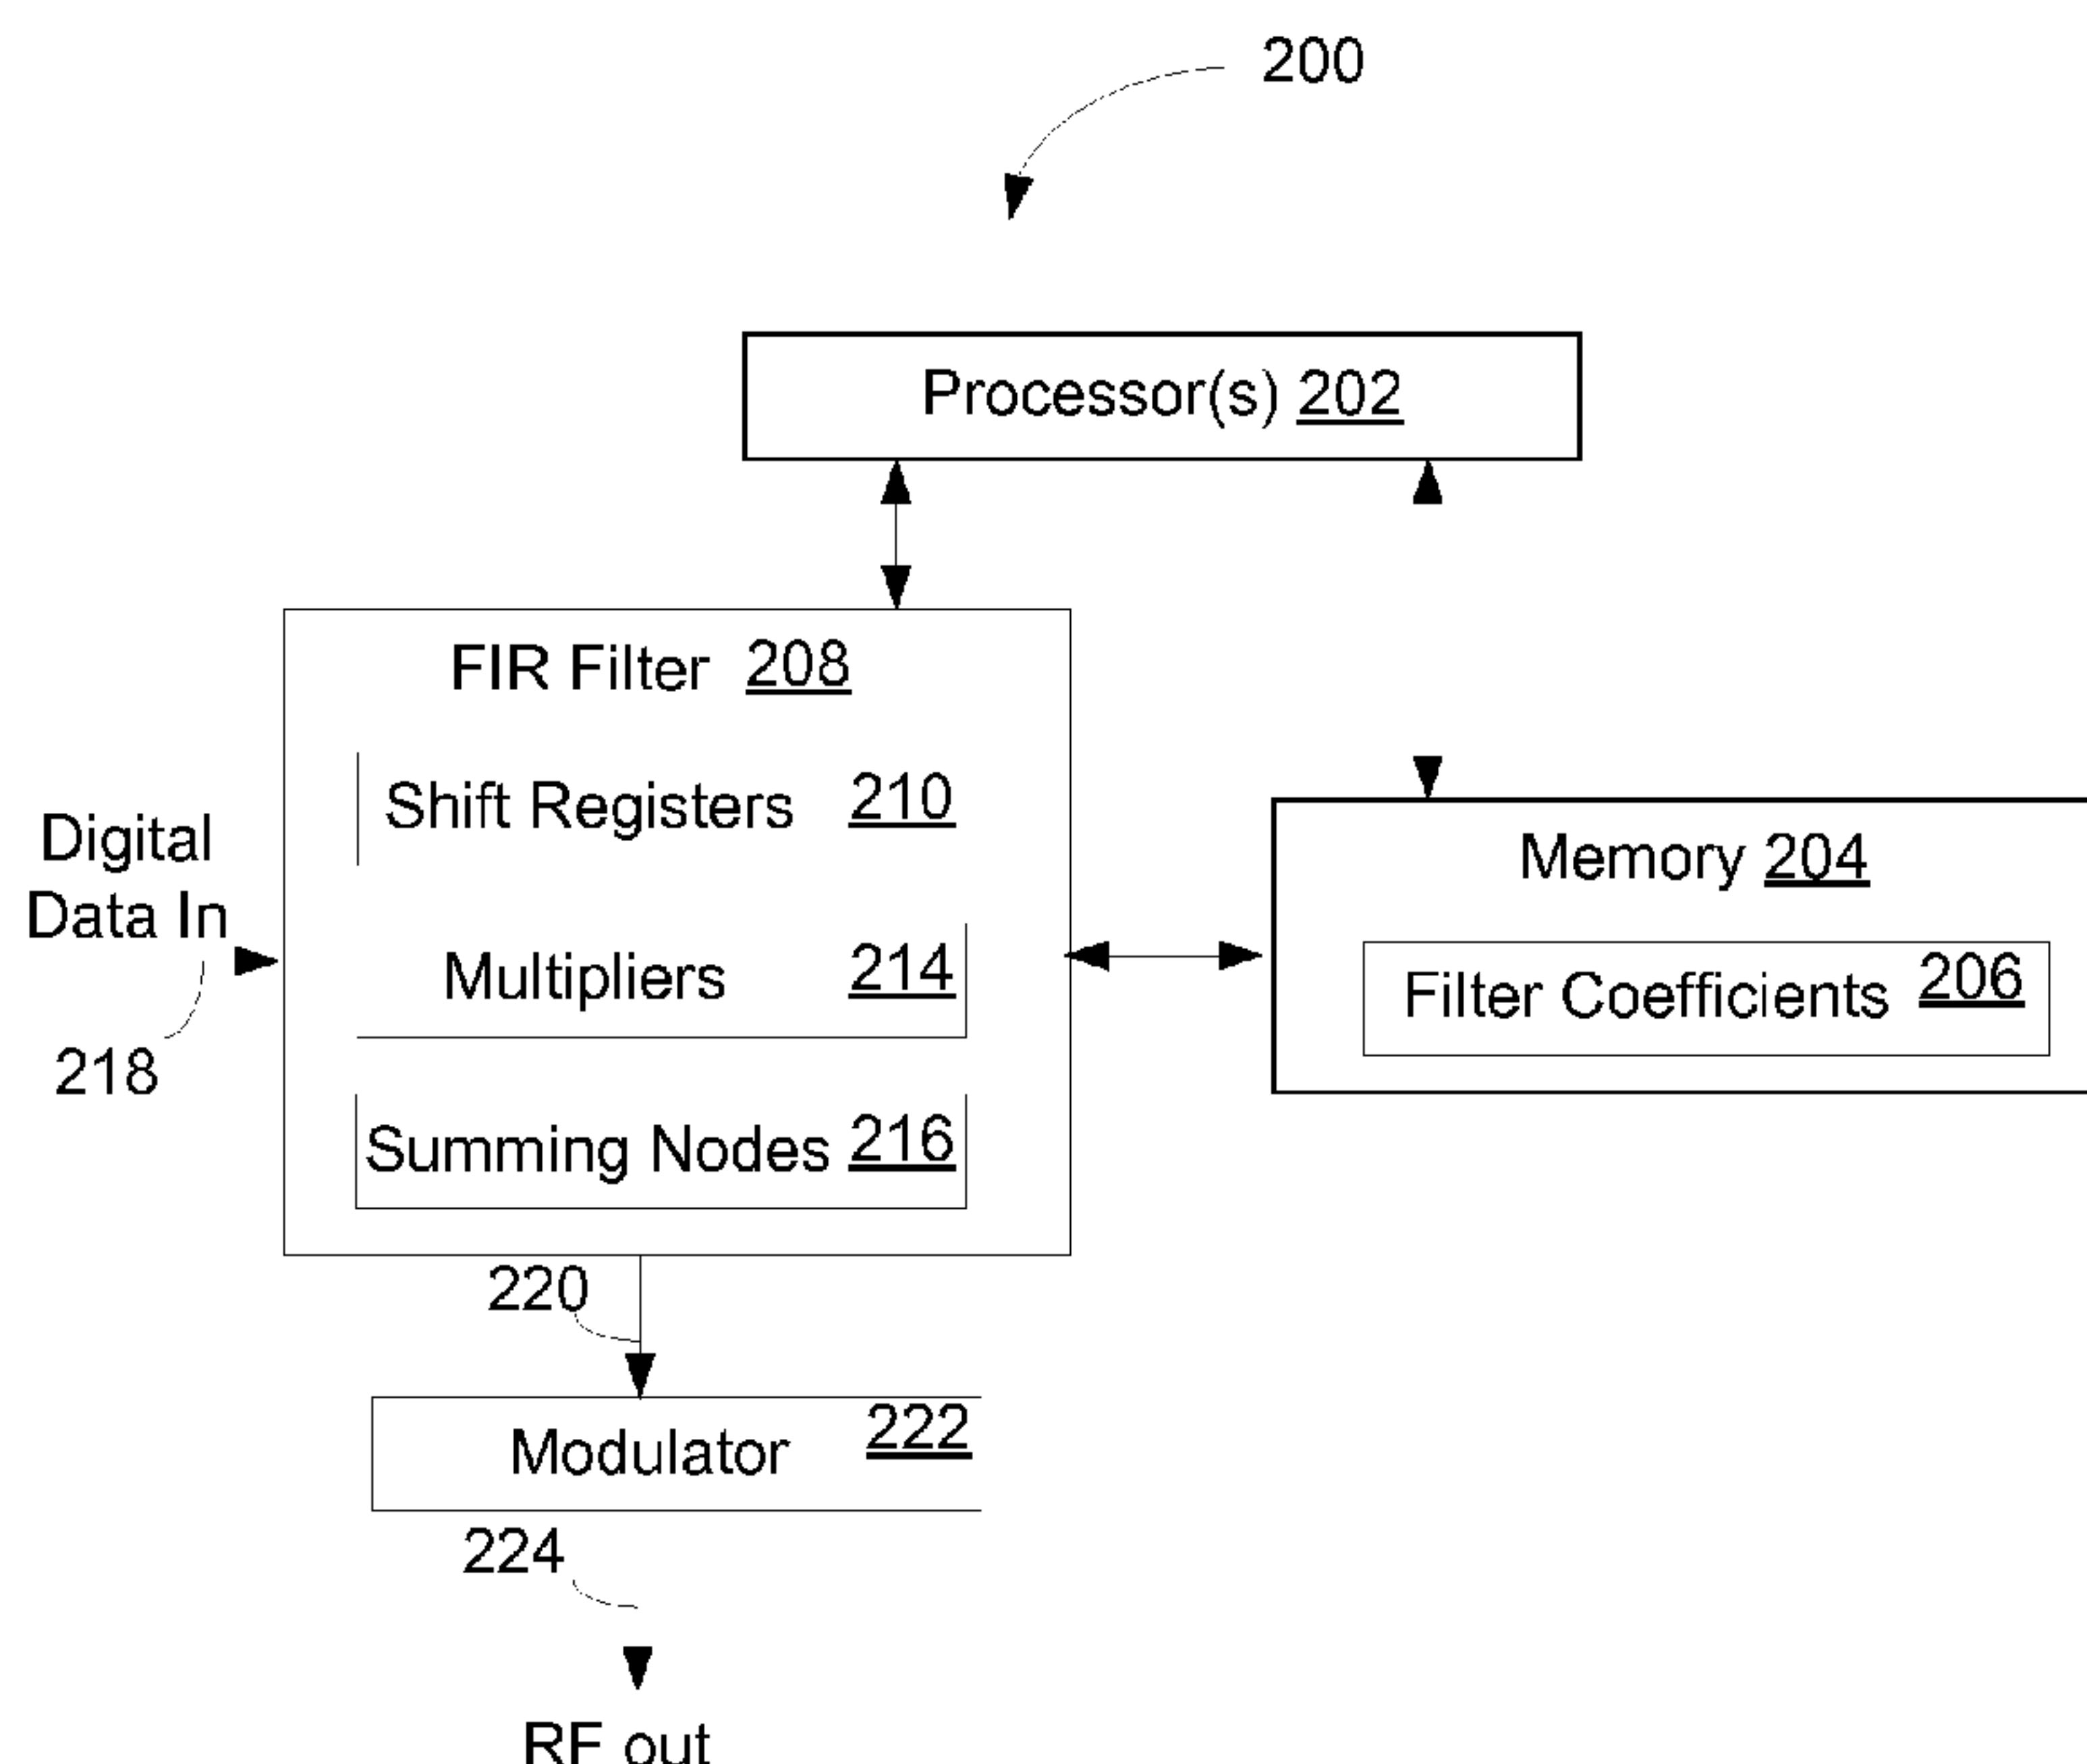 200
Processor(s) 202
FIR Filter 208
Shift Registers 210
Digital
Data In
218
Multipliers 214
Summing Nodes 216
Memory 204
Filter Coefficients 206
220
Modulator 222
224
RF out